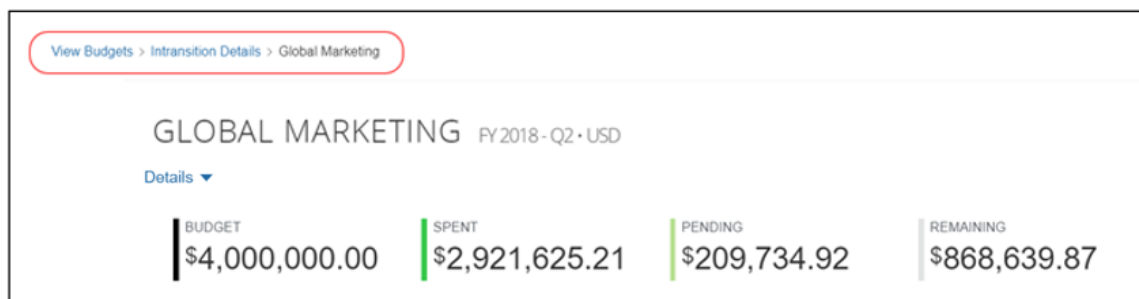 View Budgets > Intransition Details > Global Marketing
GLOBAL MARKETING FY 2018 - Q2 • USD
Details
BUDGET SPENT PENDING REMAINING
$4,000,000.00 $2,921,625.21 $209,734.92 $868,639.87